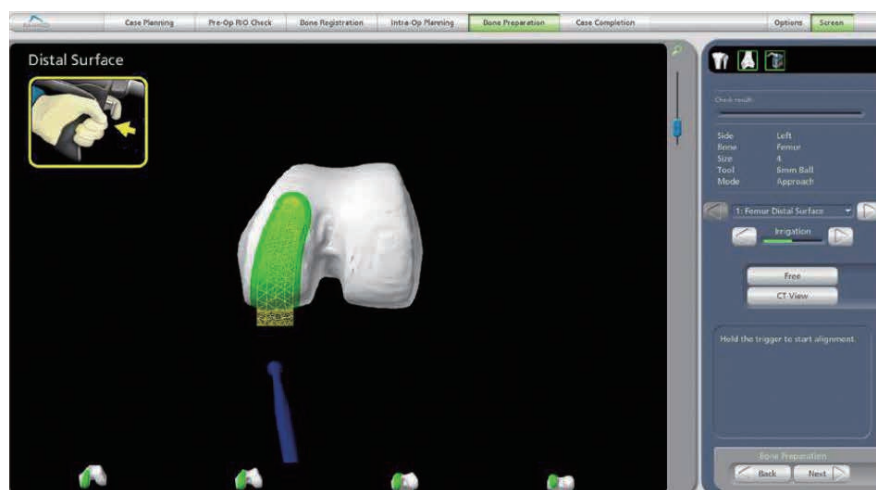 Case Planning
Pre-Op RIO Check
Bone Registration
Intra-Op Planning
Bone Preparation
Case Completion
Options
Screen
Distal Surface
Check result:
Side Left
Bone Femur
Size 4
Tool 6mm Ball
Mode Approach
1: Femur Distal Surface
Irrigation
Free
CT View
Hold the trigger to start alignment.
Bone Preparation
Back
Next